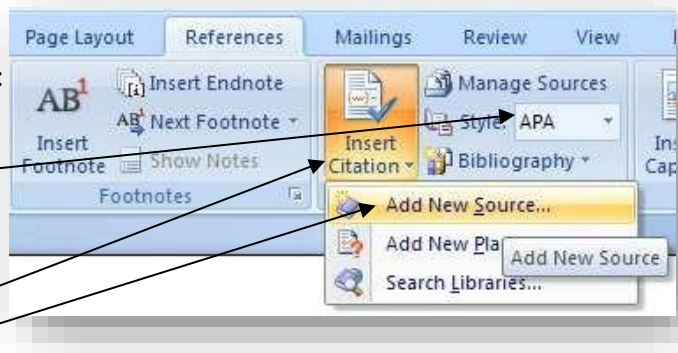 Page Layout References Mailings Review View
:
AB1
Insert Footnote
Insert Endnote
Next Footnote
Show Notes
Footnotes
Insert Citation
Manage Sources
Style: APA
Bibliography
Add New Source...
Add New Pla
Search Libraries...
Add New Source